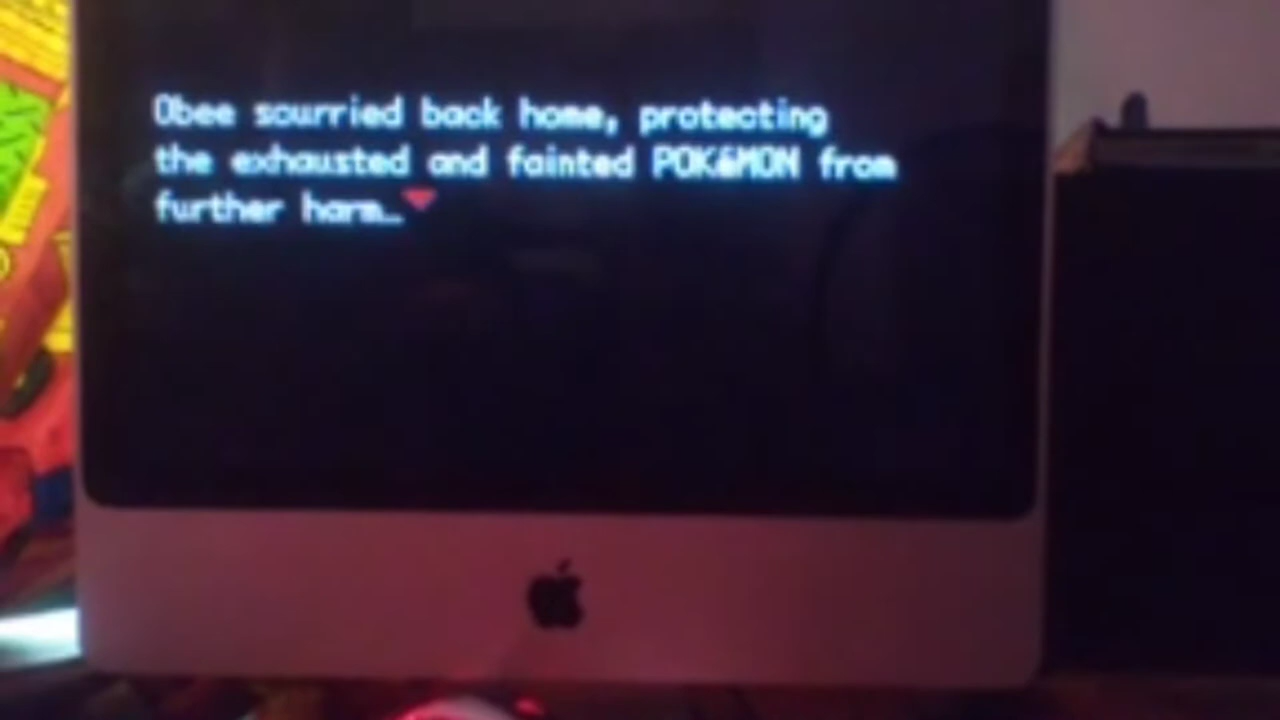 Obee scurried back home, protecting
the exhausted and fainted POKéMON from
further harm…